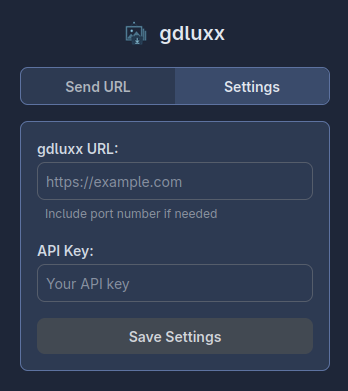 gdluxx
Send URL
Settings
gdluxx URL:
https://example.com
Include port number if needed
API Key:
Your API key
Save Settings